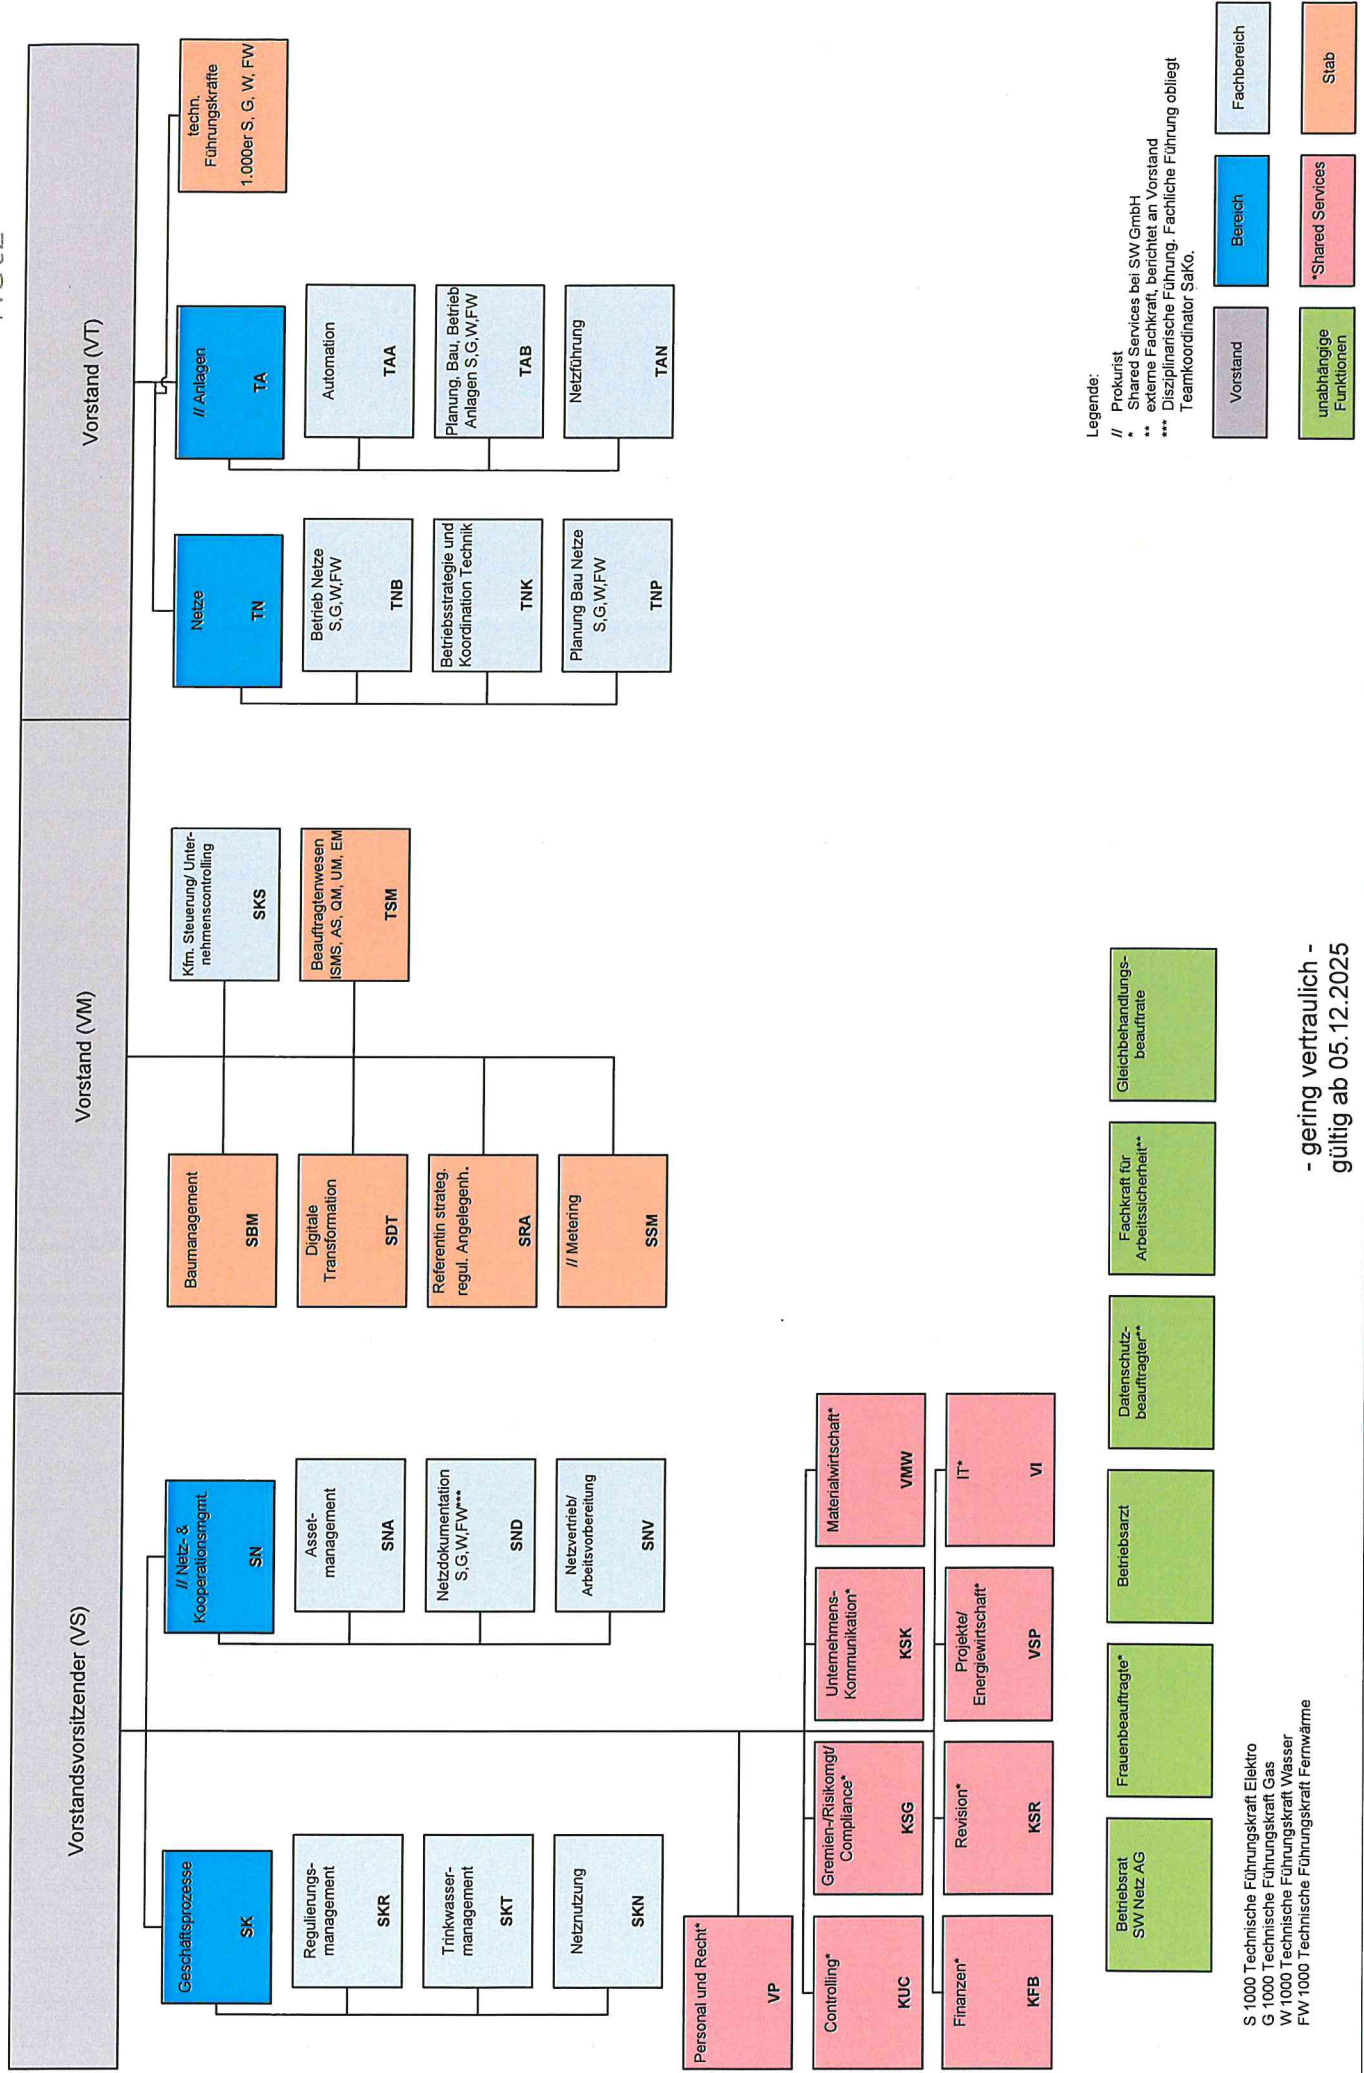 Vorstandsvorsitzender (VS)
Vorstand (VM)
Vorstand (VT)
Geschäftsprozesse
SK
Regulierungs-
management
SKR
Trinkwasser-
management
SKT
Netznutzung
SKN
// Netz- &
Kooperationsmgmt.
SN
Asset-
management
SNA
Netzdokumentation
S,G,W,FW***
SND
Netzvertrieb/
Arbeitsvorbereitung
SNV
Baumanagement
SBM
Digitale
Transformation
SDT
Referentin strateg.
regul. Angelegenh.
SRA
// Metering
SSM
Kfm. Steuerung/ Unter-
nehmenscontrolling
SKS
Beauftragtenwesen
ISMS, AS, QM, UM, EM
TSM
Netze
TN
Betrieb Netze
S,G,W,FW
TNB
Betriebsstrategie und
Koordination Technik
TNK
Planung Bau Netze
S,G,W,FW
TNP
// Anlagen
TA
Automation
TAA
Planung, Bau, Betrieb
Anlagen S,G,W,FW
TAB
Netzführung
TAN
techn.
Führungskräfte
1.000er S, G, W, FW
Personal und Recht*
VP
Controlling*
KUC
Gremien-/Risikomgt/
Compliance*
KSG
Unternehmens-
Kommunikation*
KSK
Materialwirtschaft*
VMW
Finanzen*
KFB
Revision*
KSR
Projekte/
Energiewirtschaft*
VSP
IT*
VI
Betriebsrat
SW Netz AG
Frauenbeauftragte*
Betriebsarzt
Datenschutz-
beauftragter**
Fachkraft für
Arbeitssicherheit**
Gleichbehandlungs-
beauftrate
Legende:
// Prokurist
* Shared Services bei SW GmbH
** externe Fachkraft, berichtet an Vorstand
*** Disziplinarische Führung. Fachliche Führung obliegt
Teamkoordinator SaKo.
Vorstand
Bereich
Fachbereich
unabhängige
Funktionen
*Shared Services
Stab
S 1000 Technische Führungskraft Elektro
G 1000 Technische Führungskraft Gas
W 1000 Technische Führungskraft Wasser
FW 1000 Technische Führungskraft Fernwärme
- gering vertraulich -
gültig ab 05.12.2025